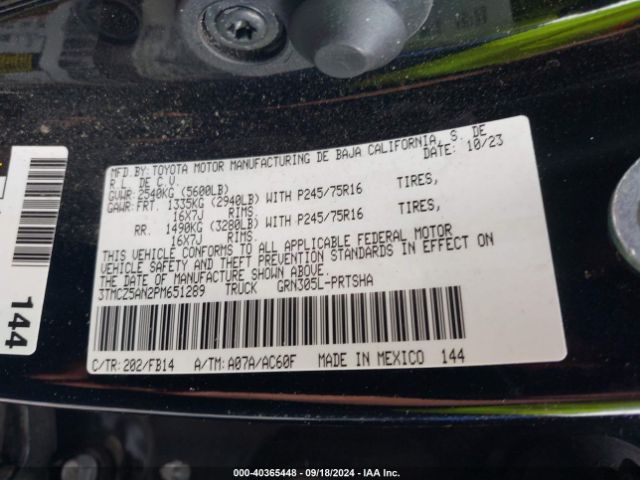 MFD. BY: TOYOTA MOTOR MANUFACTURING DE BAJA CALIFORNIA, S. DE
R. L. DE C.V. DATE: 10/23
GVWR: 2540KG (5600LB)
GAWR: FRT. 1335KG (2940LB) WITH P245/75R16 TIRES,
16X7J RIMS.
RR. 1490KG (3280LB) WITH P245/75R16 TIRES,
16X7J RIMS.
THIS VEHICLE CONFORMS TO ALL APPLICABLE FEDERAL MOTOR
VEHICLE SAFETY AND THEFT PREVENTION STANDARDS IN EFFECT ON
THE DATE OF MANUFACTURE SHOWN ABOVE.
3TMCZ5AN2PM651289 TRUCK GRN305L-PRTSHA
C/TR: 202/FB14 A/TM: A07A/AC60F MADE IN MEXICO 144
144
000-40365448 - 09/18/2024 - IAA Inc.